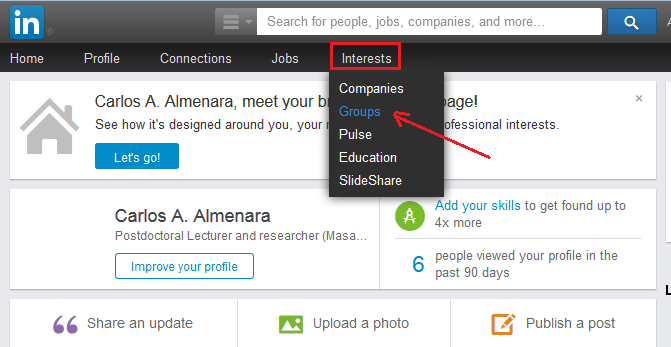 in
Search for people, jobs, companies, and more...
Home Profile Connections Jobs Interests
Companies
Groups
Pulse
Education
SlideShare
Carlos A. Almenara, meet your br page!
See how it's designed around you, your ofessional interests.
Let's go!
Carlos A. Almenara
Postdoctoral Lecturer and researcher (Masa...
Improve your profile
Add your skills to get found up to
4x more
6 people viewed your profile in the
past 90 days
Share an update Upload a photo Publish a post